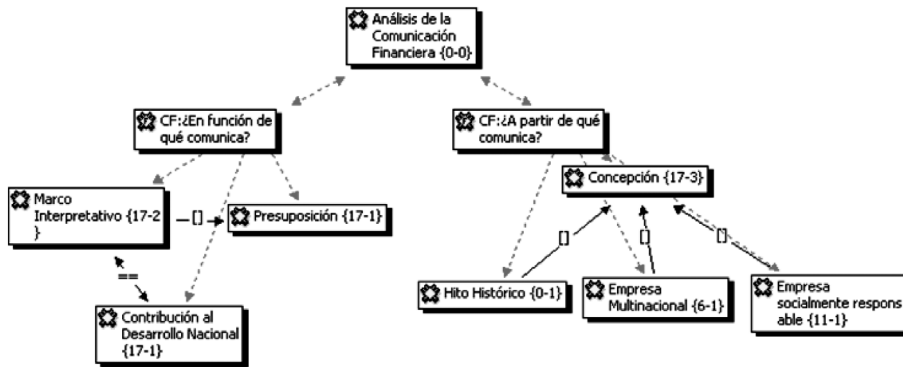 Análisis de la
Comunicación
Financiera {0-0}
CF:¿En función de
qué comunica?
CF:¿A partir de qué
comunica?
Concepción {17-3}
Marco
Interpretativo {17-2
}
[]
Presuposición {17-1}
[]
[]
[]
==
Hito Histórico {0-1}
Empresa
Multinacional {6-1}
Empresa
socialmente respons
able {11-1}
Contribución al
Desarrollo Nacional
{17-1}